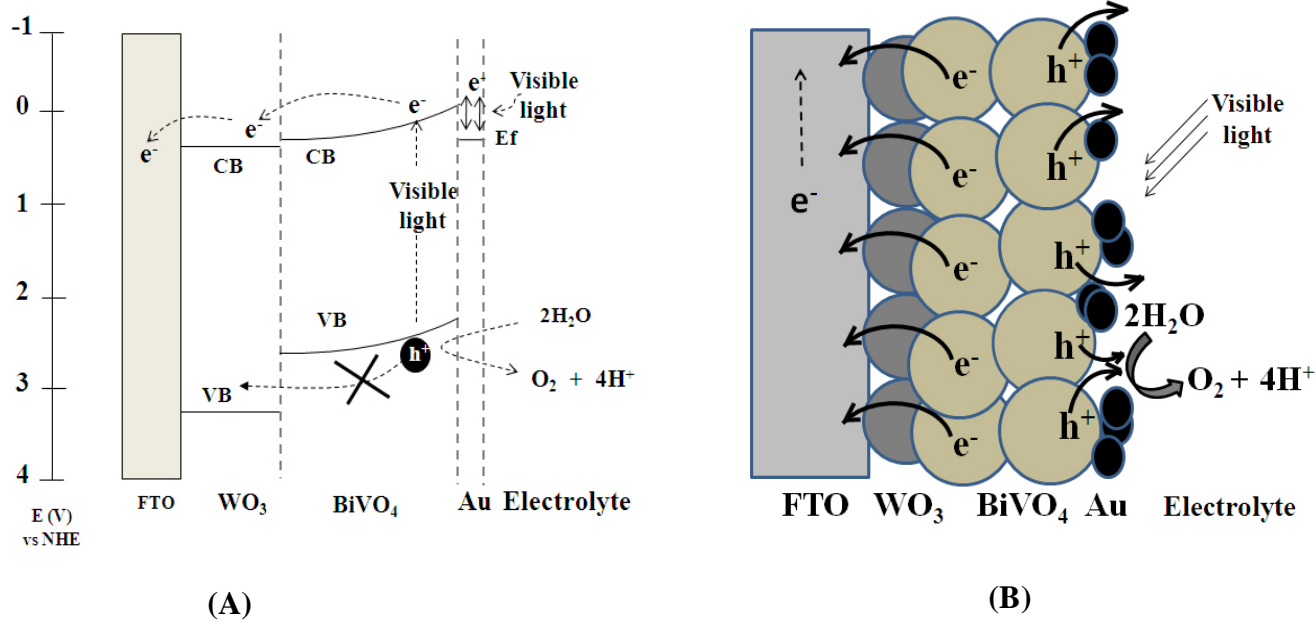 -1
0
1
2
3
4
E (V)
vs NHE
e⁻
e⁻
e⁻
CB
CB
e⁻
Visible
light
Ef
Visible
light
VB
h⁺
VB
2H₂O
O₂ + 4H⁺
FTO
WO₃
BiVO₄
Au
Electrolyte
(A)
e⁻
e⁻
e⁻
e⁻
e⁻
e⁻
h⁺
h⁺
h⁺
h⁺
h⁺
Visible
light
2H₂O
O₂ + 4H⁺
FTO
WO₃
BiVO₄
Au
Electrolyte
(B)